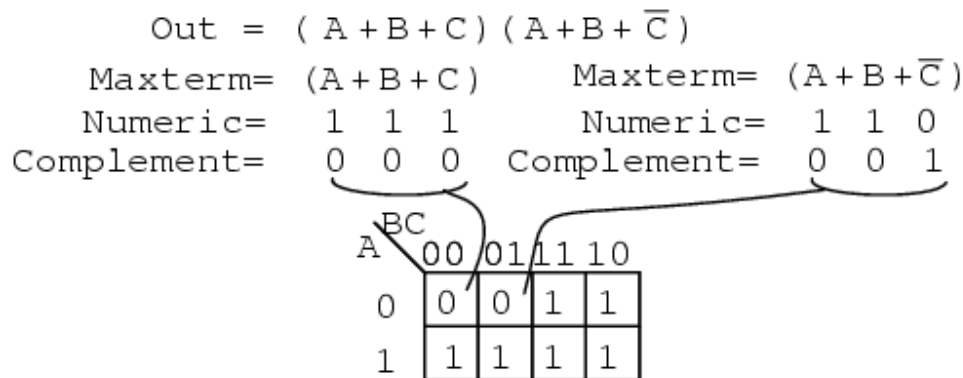 Out = ( A + B + C ) ( A + B + C̅ )
Maxterm= ( A + B + C ) Maxterm= ( A + B + C̅ )
Numeric= 1 1 1 Numeric= 1 1 0
Complement= 0 0 0 Complement= 0 0 1
BC
A 00 01 11 10
0 0 0 1 1
1 1 1 1 1